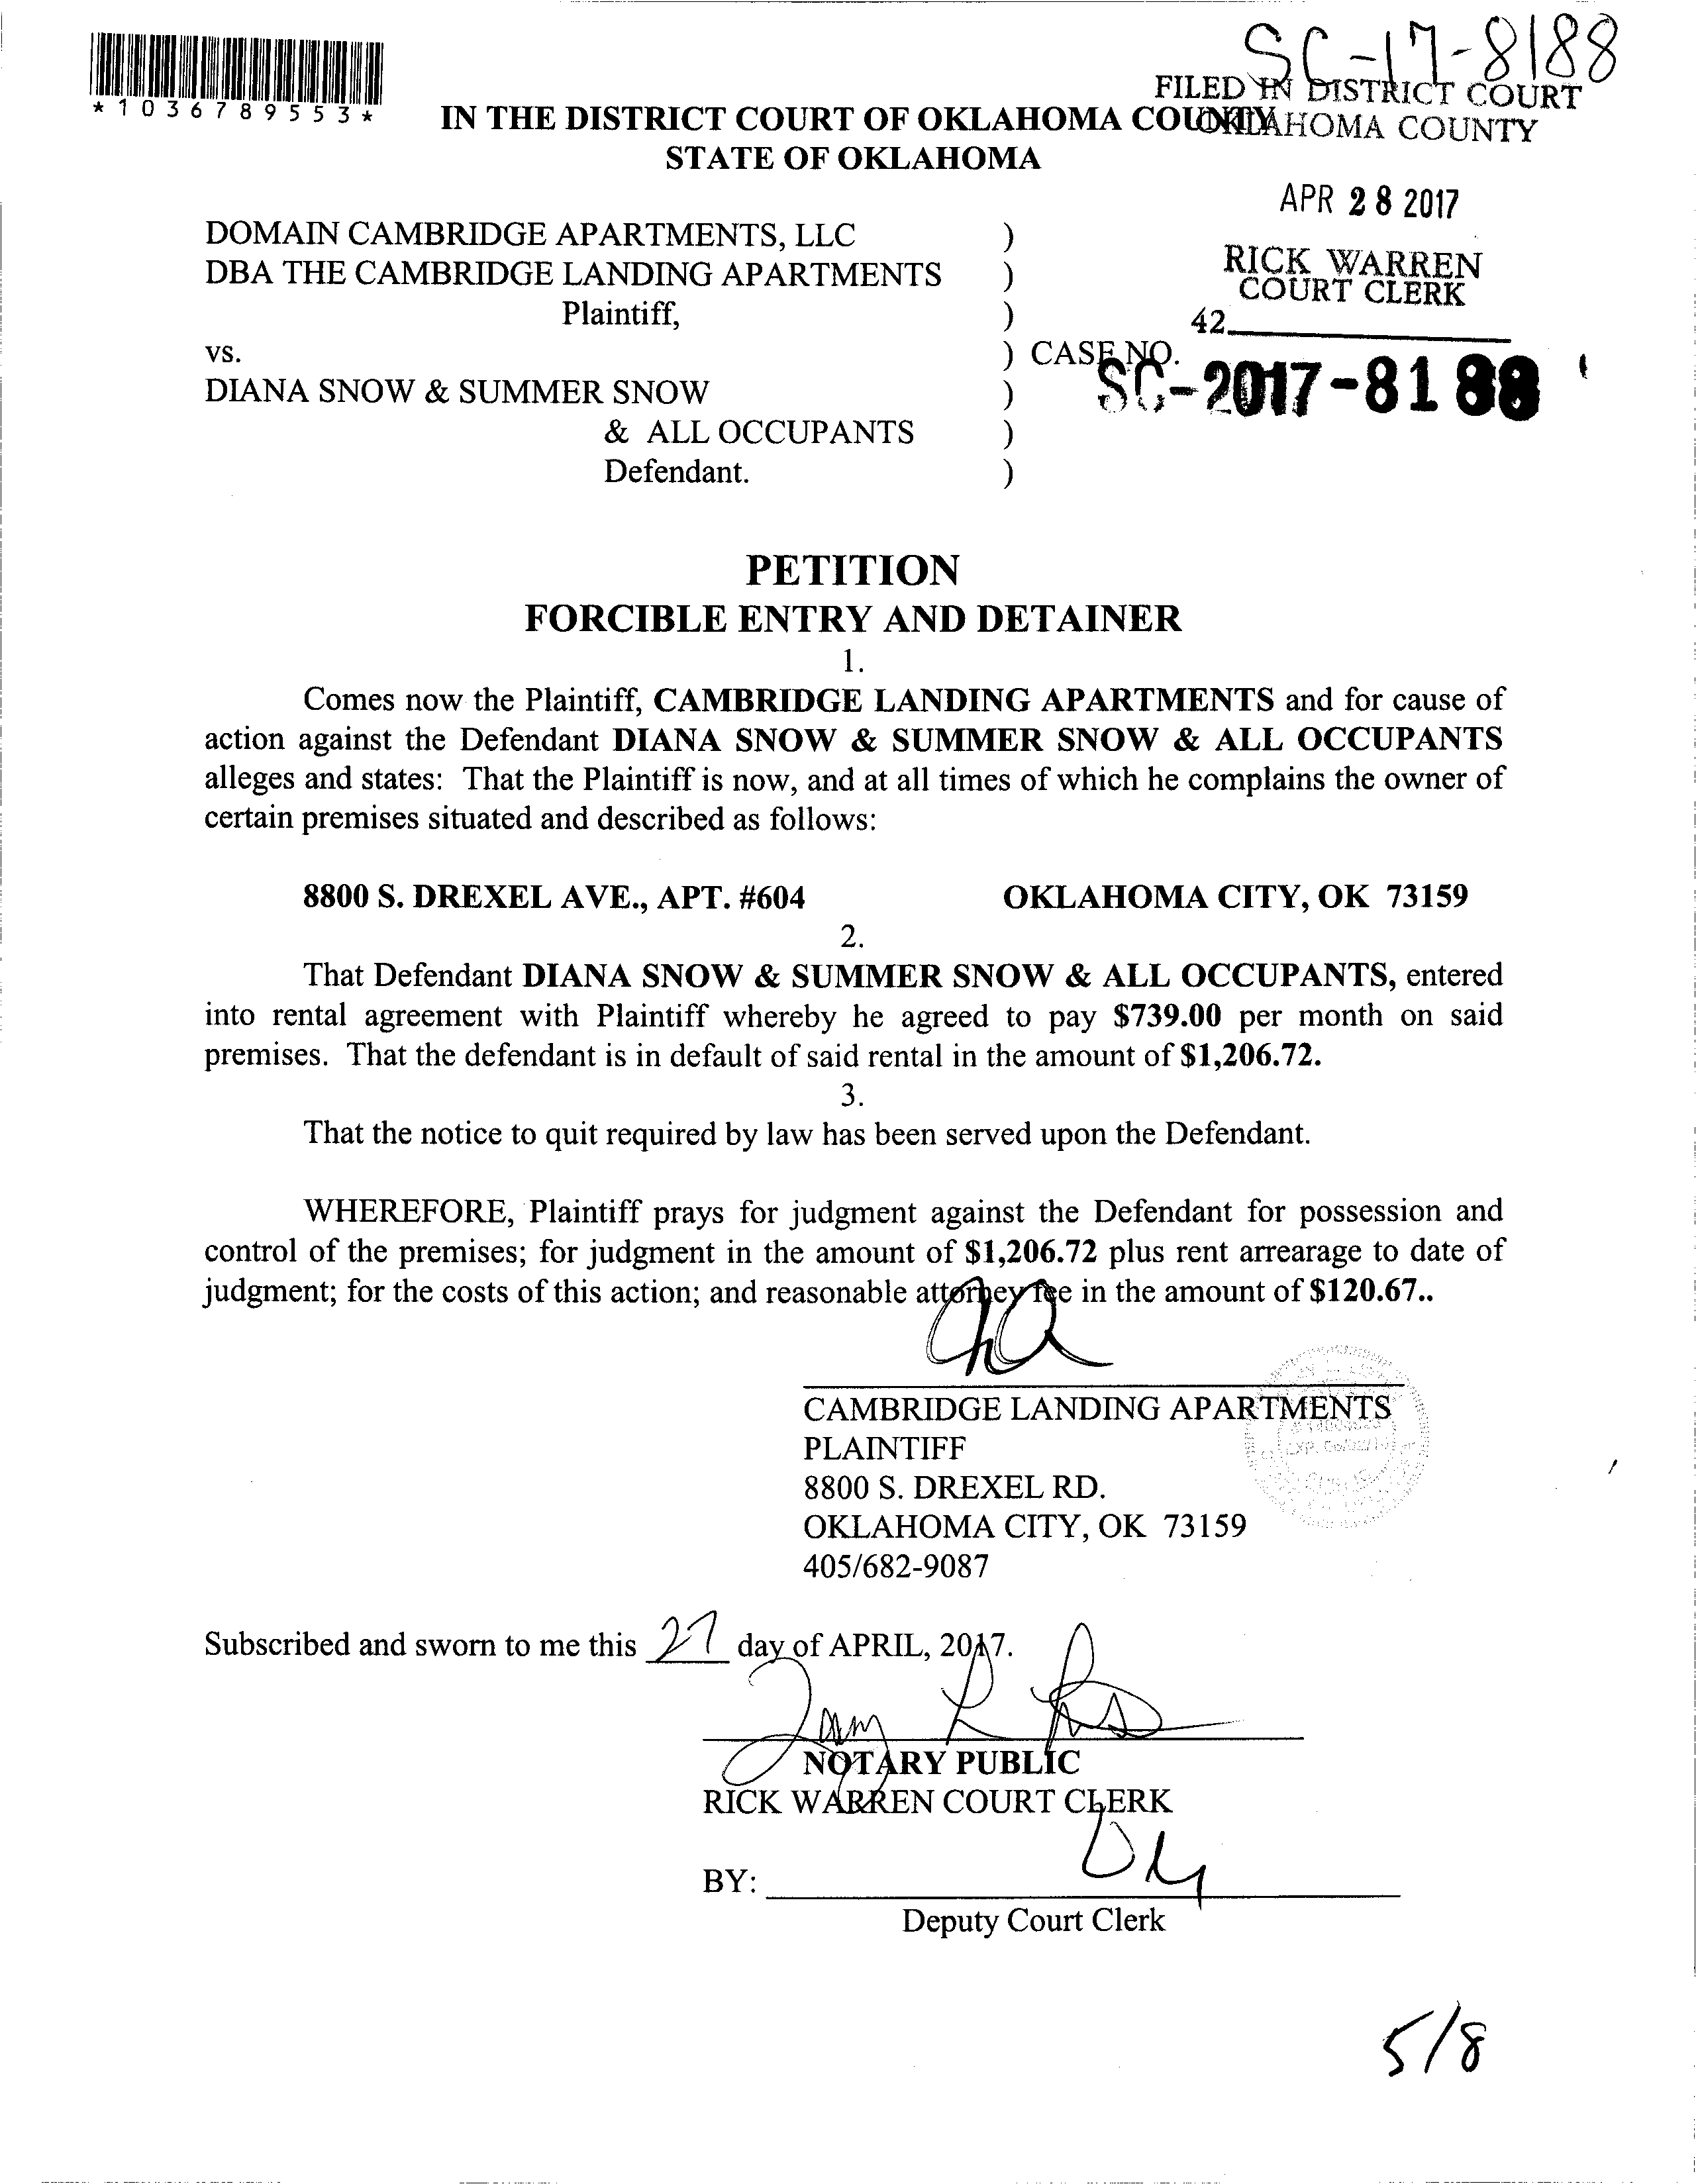 SC-17-8188
*1036789553*
FILED IN DISTRICT COURT
OKLAHOMA COUNTY
IN THE DISTRICT COURT OF OKLAHOMA COUNTY
STATE OF OKLAHOMA
APR 28 2017
RICK WARREN
COURT CLERK
42
DOMAIN CAMBRIDGE APARTMENTS, LLC )
DBA THE CAMBRIDGE LANDING APARTMENTS )
Plaintiff, )
vs. ) CASE NO.
SC-2017-8188
DIANA SNOW & SUMMER SNOW )
& ALL OCCUPANTS )
Defendant. )
PETITION
FORCIBLE ENTRY AND DETAINER
1.
Comes now the Plaintiff, CAMBRIDGE LANDING APARTMENTS and for cause of
action against the Defendant DIANA SNOW & SUMMER SNOW & ALL OCCUPANTS
alleges and states: That the Plaintiff is now, and at all times of which he complains the owner of
certain premises situated and described as follows:
8800 S. DREXEL AVE., APT. #604 OKLAHOMA CITY, OK 73159
2.
That Defendant DIANA SNOW & SUMMER SNOW & ALL OCCUPANTS, entered
into rental agreement with Plaintiff whereby he agreed to pay $739.00 per month on said
premises. That the defendant is in default of said rental in the amount of $1,206.72.
3.
That the notice to quit required by law has been served upon the Defendant.
WHEREFORE, Plaintiff prays for judgment against the Defendant for possession and
control of the premises; for judgment in the amount of $1,206.72 plus rent arrearage to date of
judgment; for the costs of this action; and reasonable attorney fee in the amount of $120.67..
CAMBRIDGE LANDING APARTMENTS
PLAINTIFF
8800 S. DREXEL RD.
OKLAHOMA CITY, OK 73159
405/682-9087
Subscribed and sworn to me this 27 day of APRIL, 2017.
NOTARY PUBLIC
RICK WARREN COURT CLERK
BY:
Deputy Court Clerk
5/8